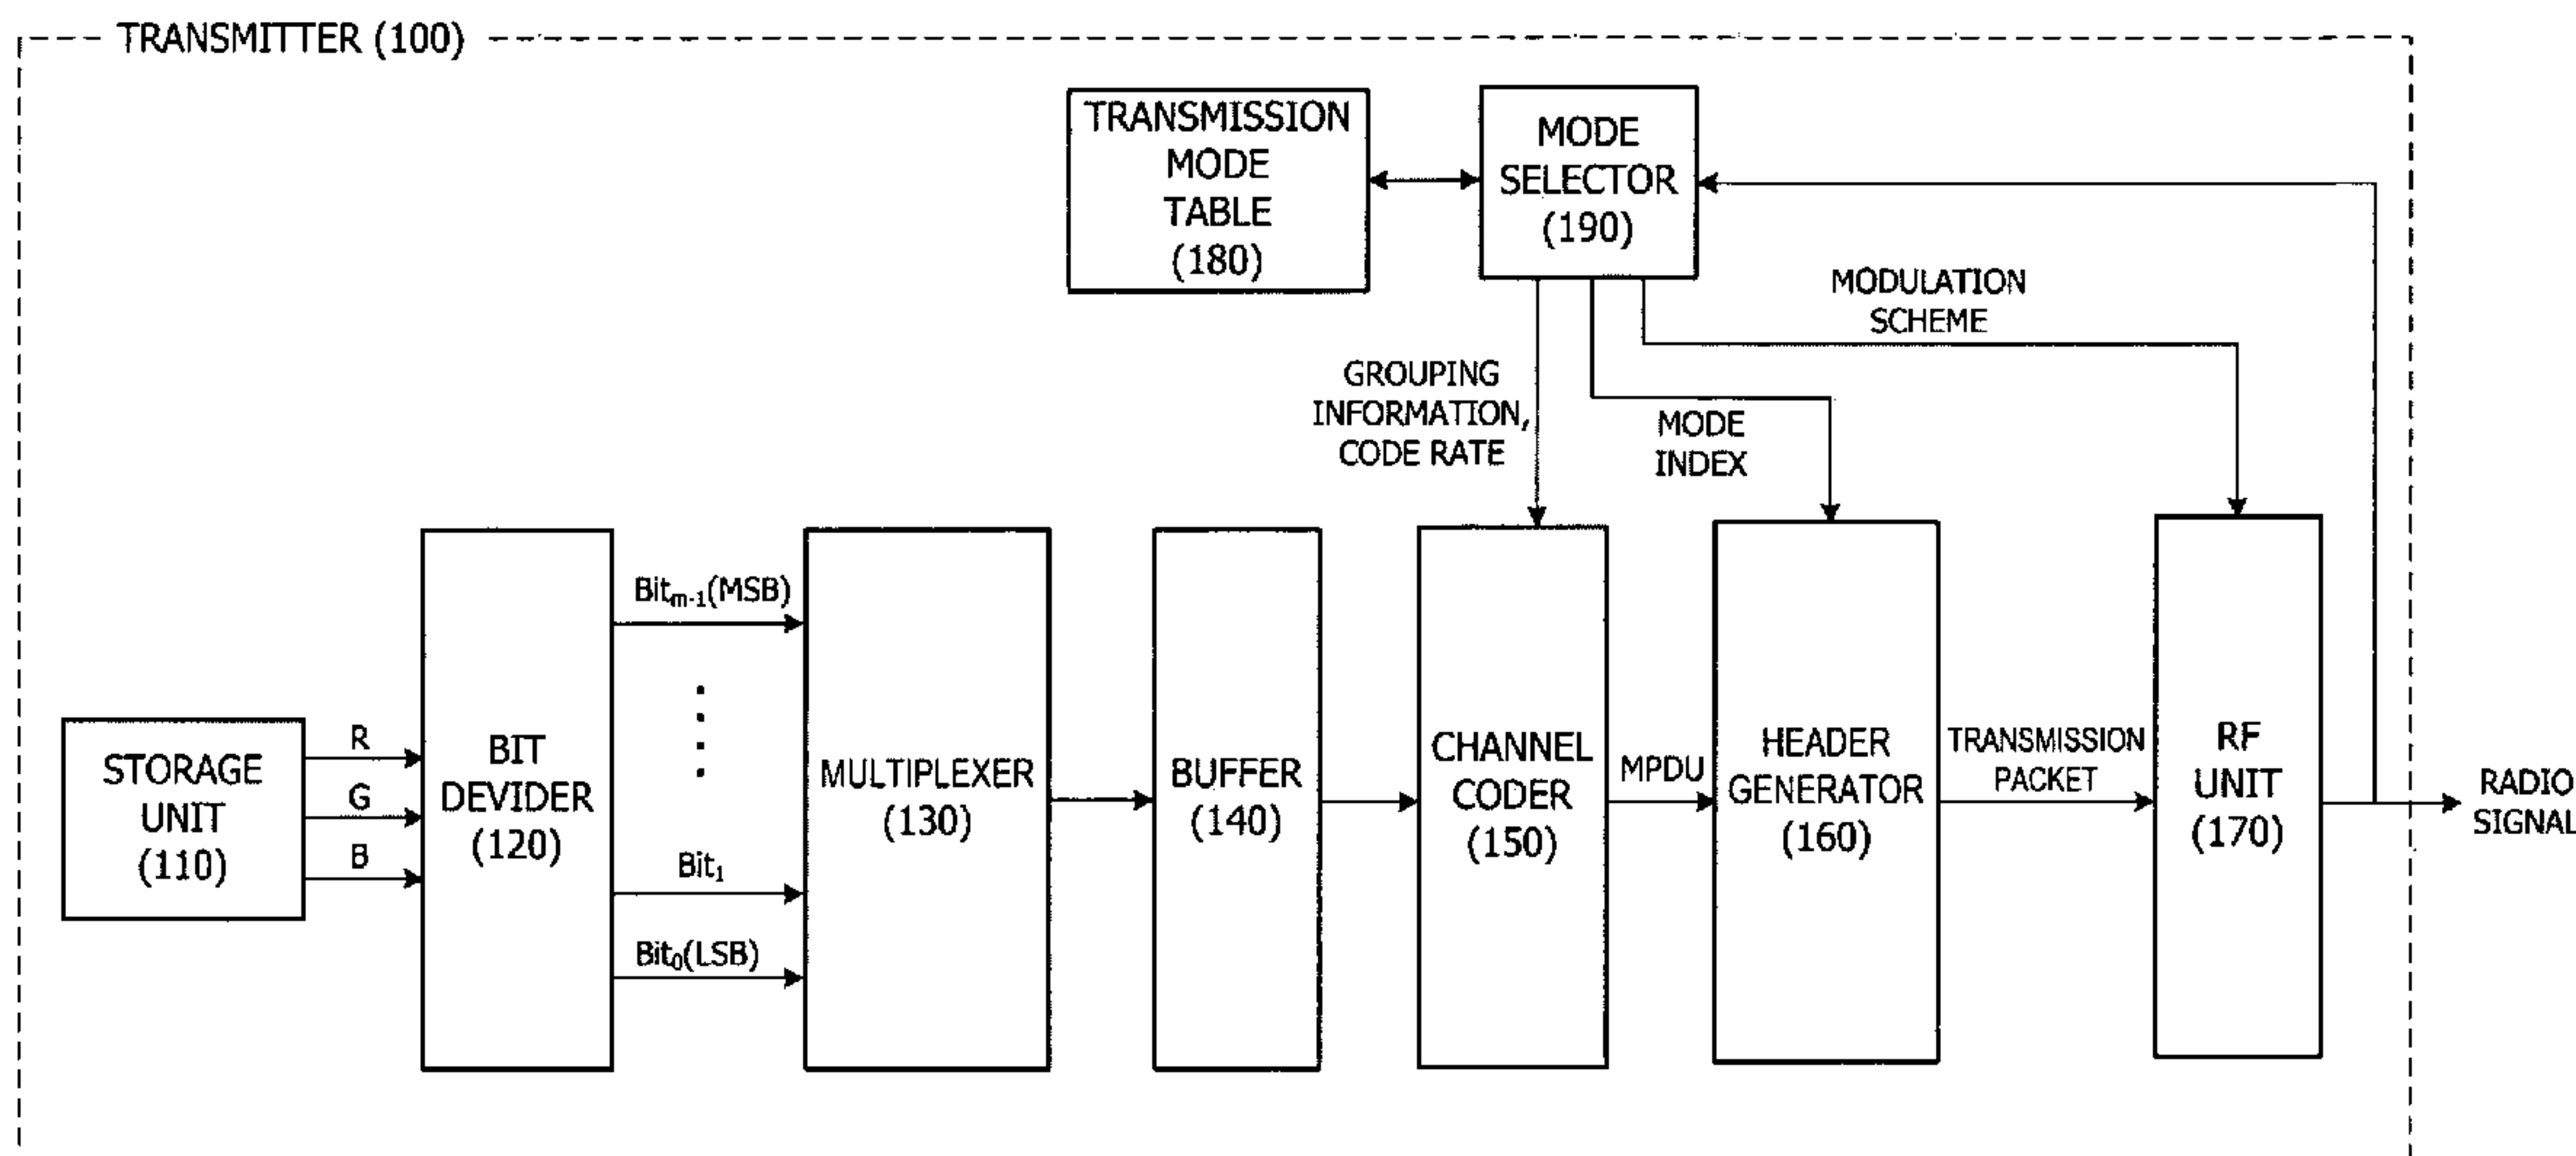 TRANSMITTER (100)
TRANSMISSION
MODE
TABLE
(180)
MODE
SELECTOR
(190)
MODULATION
SCHEME
GROUPING
INFORMATION,
CODE RATE
MODE
INDEX
STORAGE
UNIT
(110)
R
G
B
BIT
DEVIDER
(120)
Bitm-1(MSB)
Bit1
Bit0(LSB)
MULTIPLEXER
(130)
BUFFER
(140)
CHANNEL
CODER
(150)
MPDU
HEADER
GENERATOR
(160)
TRANSMISSION
PACKET
RF
UNIT
(170)
RADIO
SIGNAL